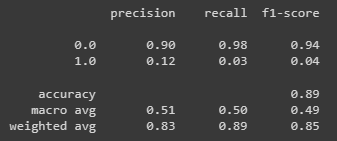 precision recall f1-score
0.0 0.90 0.98 0.94
1.0 0.12 0.03 0.04
accuracy 0.89
macro avg 0.51 0.50 0.49
weighted avg 0.83 0.89 0.85